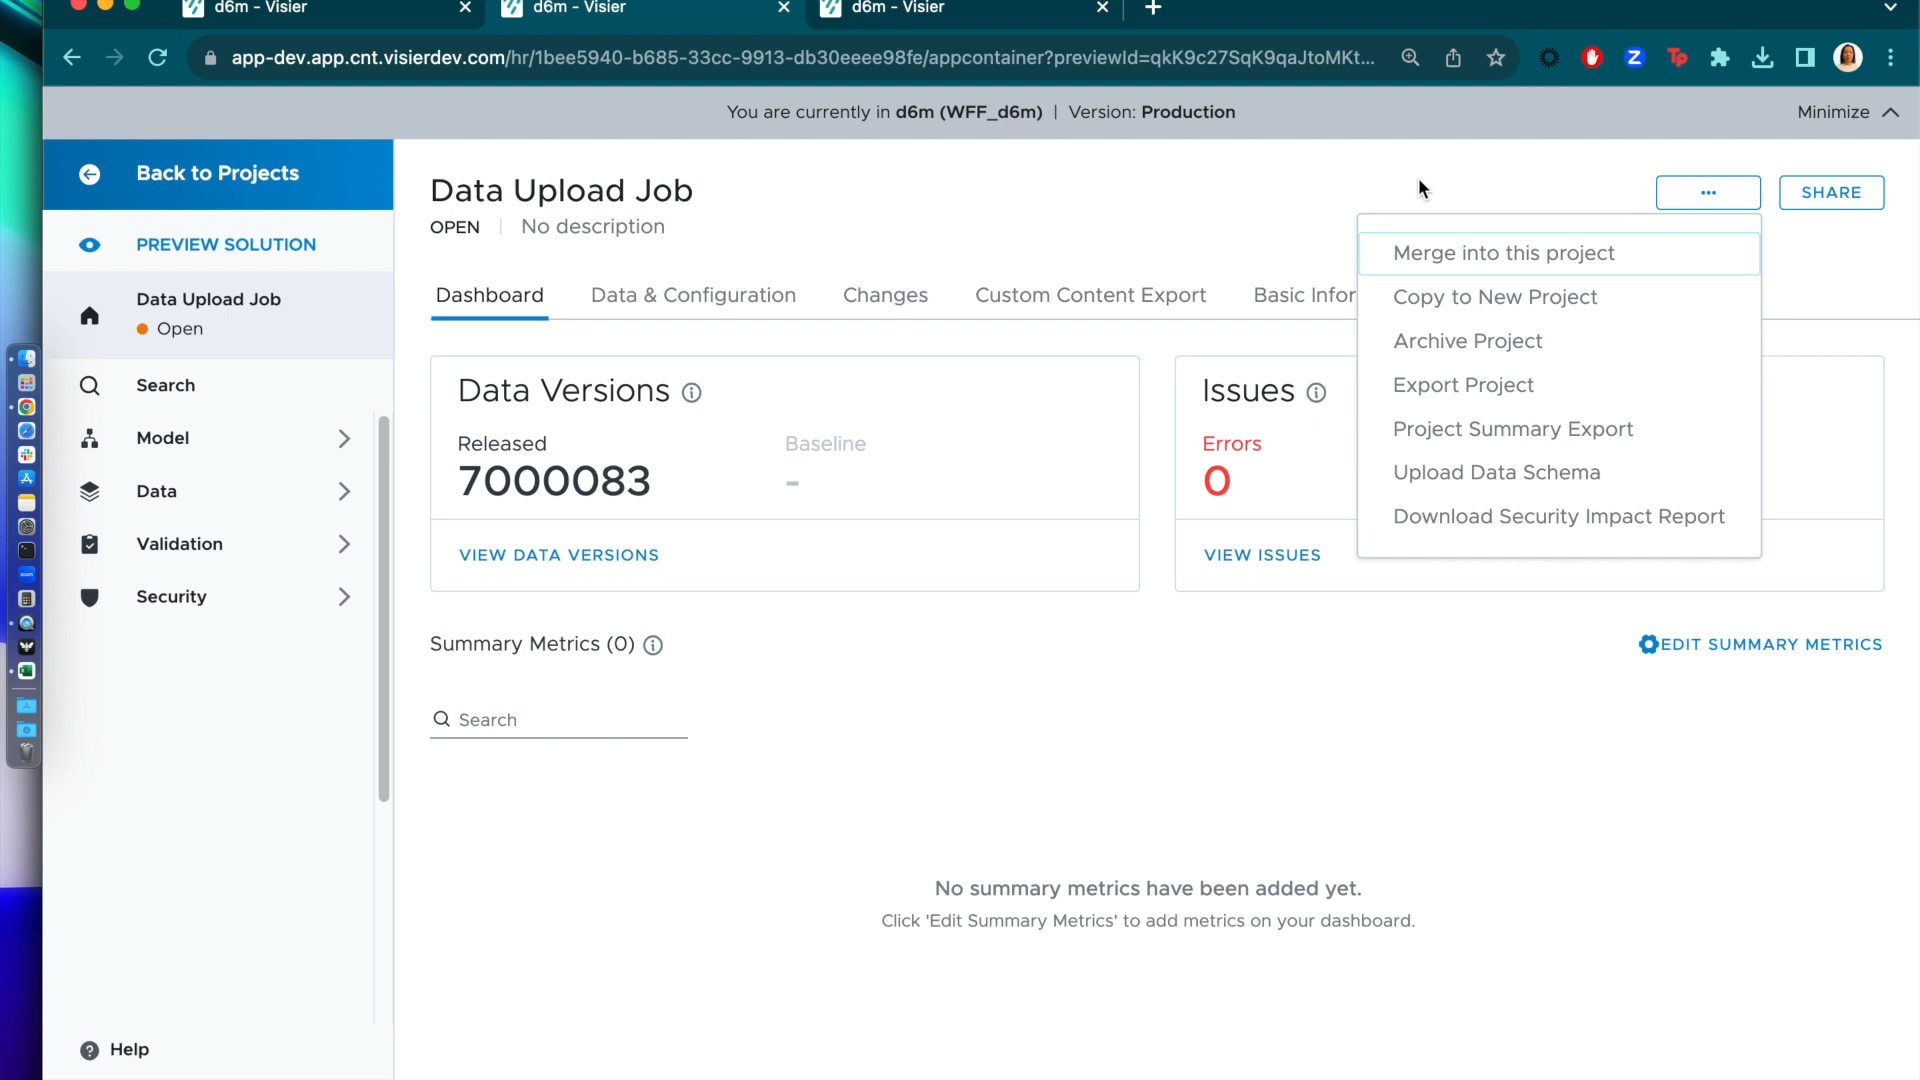 d6m - Visier
d6m - Visier
d6m - Visier
app-dev.app.cnt.visierdev.com/hr/1bee5940-b685-33cc-9913-db30eeee98fe/appcontainer?previewId=qkK9c27SqK9qaJtoMKt...
You are currently in d6m (WFF_d6m) | Version: Production
Minimize
Back to Projects
PREVIEW SOLUTION
Data Upload Job
Open
Search
Model
Data
Validation
Security
Help
Data Upload Job
OPEN | No description
... SHARE
Dashboard Data & Configuration Changes Custom Content Export Basic Infor
Merge into this project
Copy to New Project
Archive Project
Export Project
Project Summary Export
Upload Data Schema
Download Security Impact Report
Data Versions
Released Baseline
7000083 -
VIEW DATA VERSIONS
Issues
Errors
0
VIEW ISSUES
Summary Metrics (0)
EDIT SUMMARY METRICS
Search
No summary metrics have been added yet.
Click 'Edit Summary Metrics' to add metrics on your dashboard.
Z
Tp
zoom